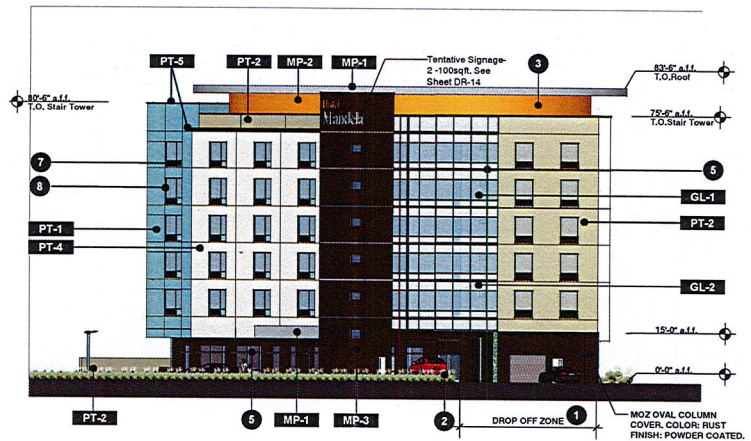 PT-5
PT-2
MP-2
MP-1
Tentative Signage-
2 -100sqft. See
Sheet DR-14
3
83'-6" a.f.f.
T.O.Roof
80'-6" a.f.f.
T.O. Stair Tower
75'-6" a.f.f.
T.O.Stair Tower
Hotel
Mandela
7
5
8
GL-1
PT-1
PT-2
PT-4
GL-2
15'-0" a.f.f.
0'-0" a.f.f.
PT-2
5
MP-1
MP-3
2
DROP OFF ZONE
1
MOZ OVAL COLUMN
COVER, COLOR: RUST
FINISH: POWDER COATED.